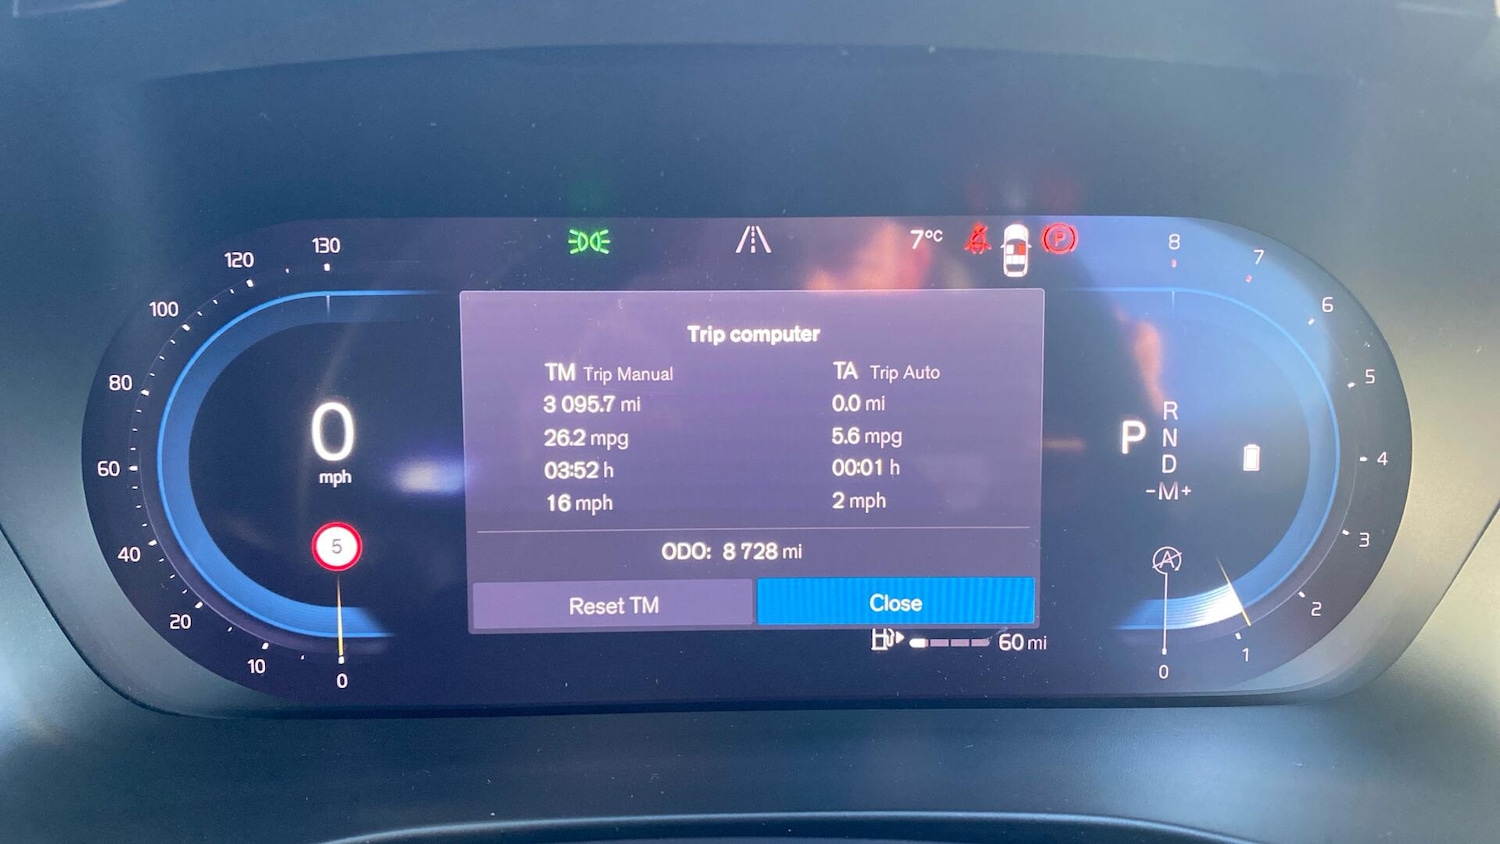 130
120
100
80
60
40
20
10
0
0
mph
5
7°C
P
Trip computer
TM Trip Manual
3 095.7 mi
26.2 mpg
03:52 h
16 mph
TA Trip Auto
0.0 mi
5.6 mpg
00:01 h
2 mph
ODO: 8 728 mi
Reset TM
Close
60 mi
P
R
N
D
-M+
A
8
7
6
5
4
3
2
1
0